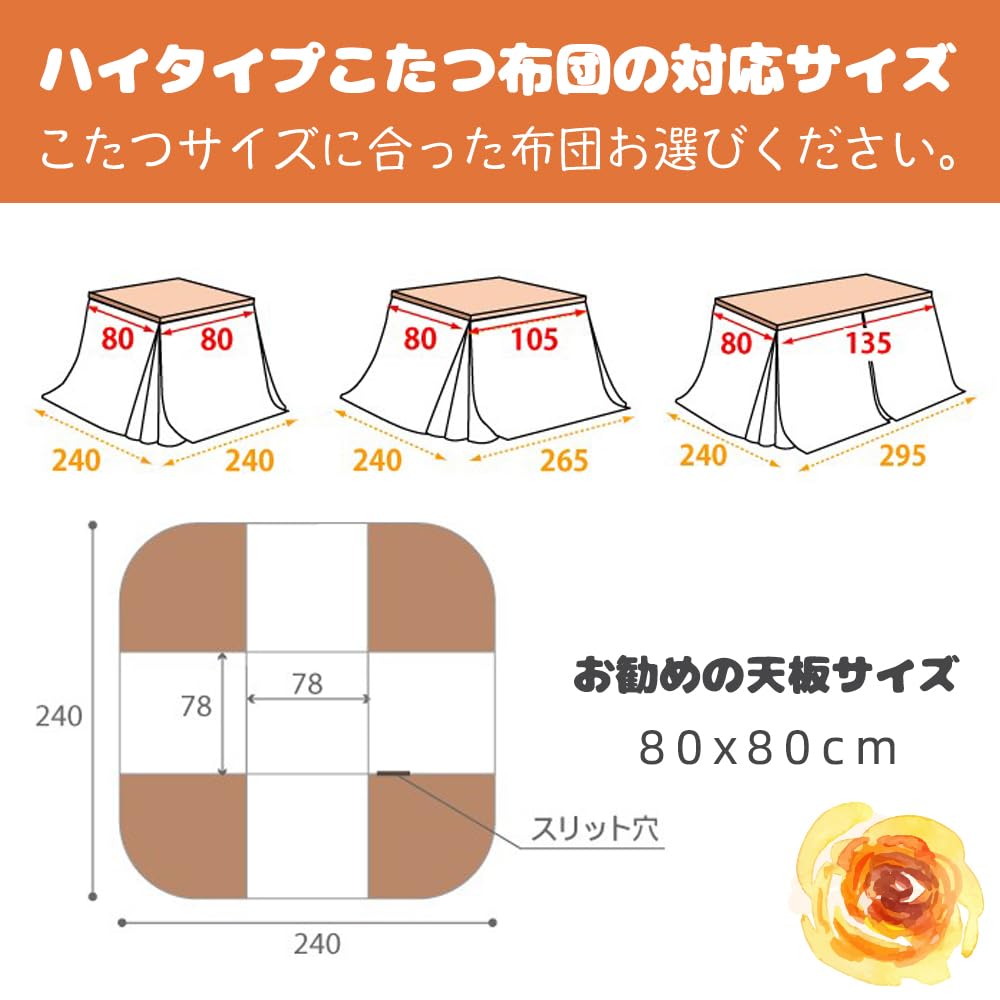 ハイタイプこたつ布団の対応サイズ
こたつサイズに合った布団お選びください。
80 80
240 240
80 105
240 265
80 135
240 295
240
78
78
240
スリット穴
お勧めの天板サイズ
80x80cm